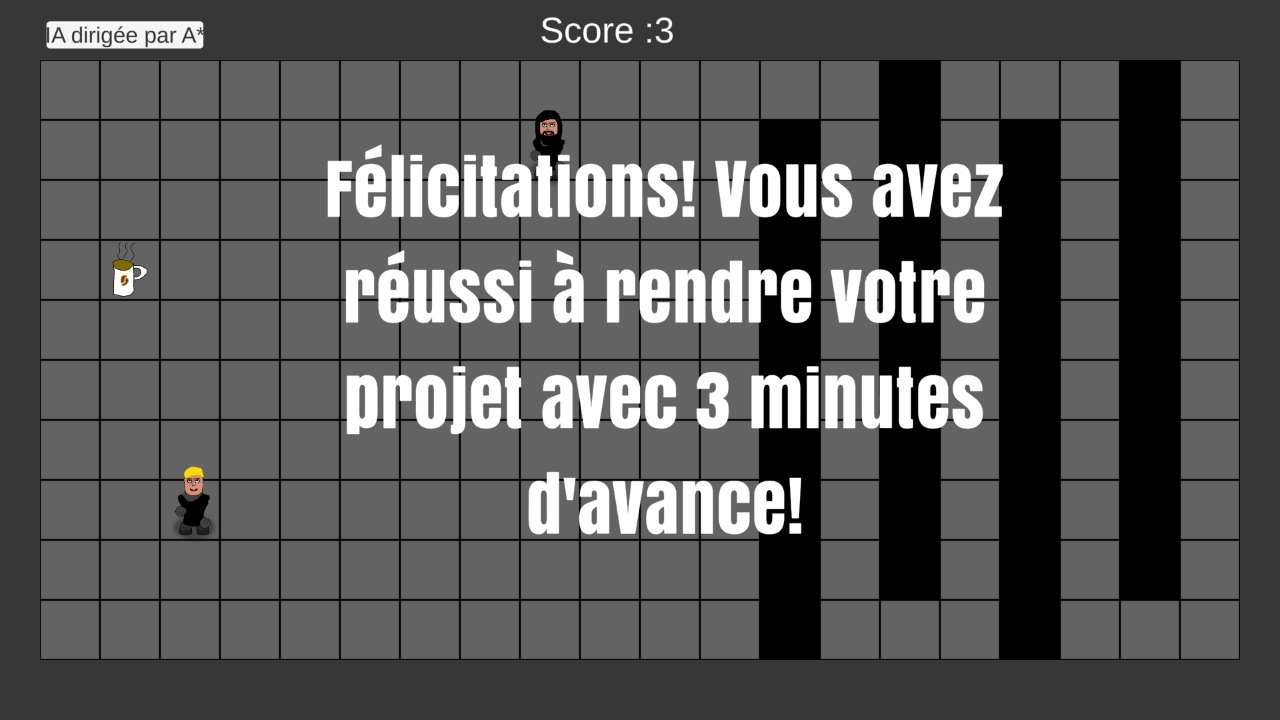 IA dirigée par A*
Score :3
Félicitations! Vous avez
réussi à rendre votre
projet avec 3 minutes
d'avance!